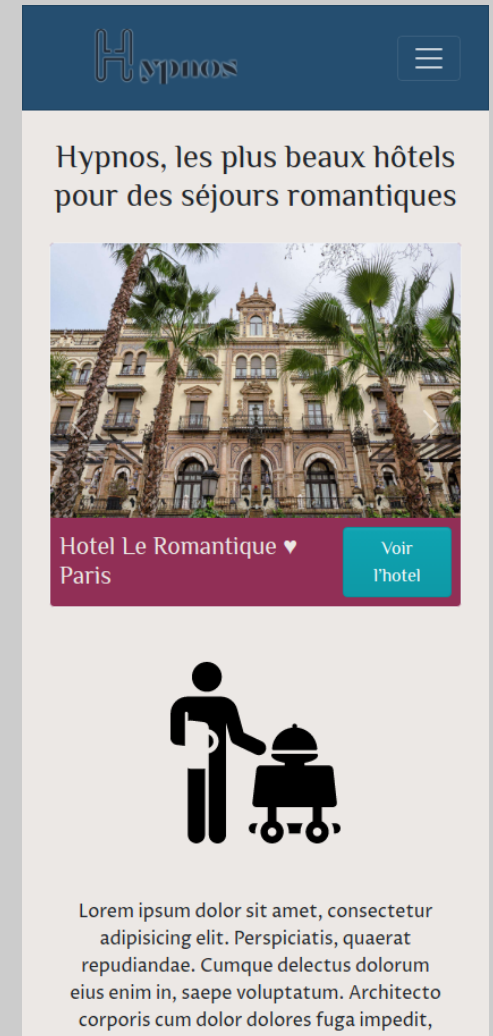 Hypnos
Hypnos, les plus beaux hôtels
pour des séjours romantiques
Hotel Le Romantique ♥
Paris
Voir
l'hotel
Lorem ipsum dolor sit amet, consectetur
adipisicing elit. Perspiciatis, quaerat
repudiandae. Cumque delectus dolorum
eius enim in, saepe voluptatum. Architecto
corporis cum dolor dolores fuga impedit,